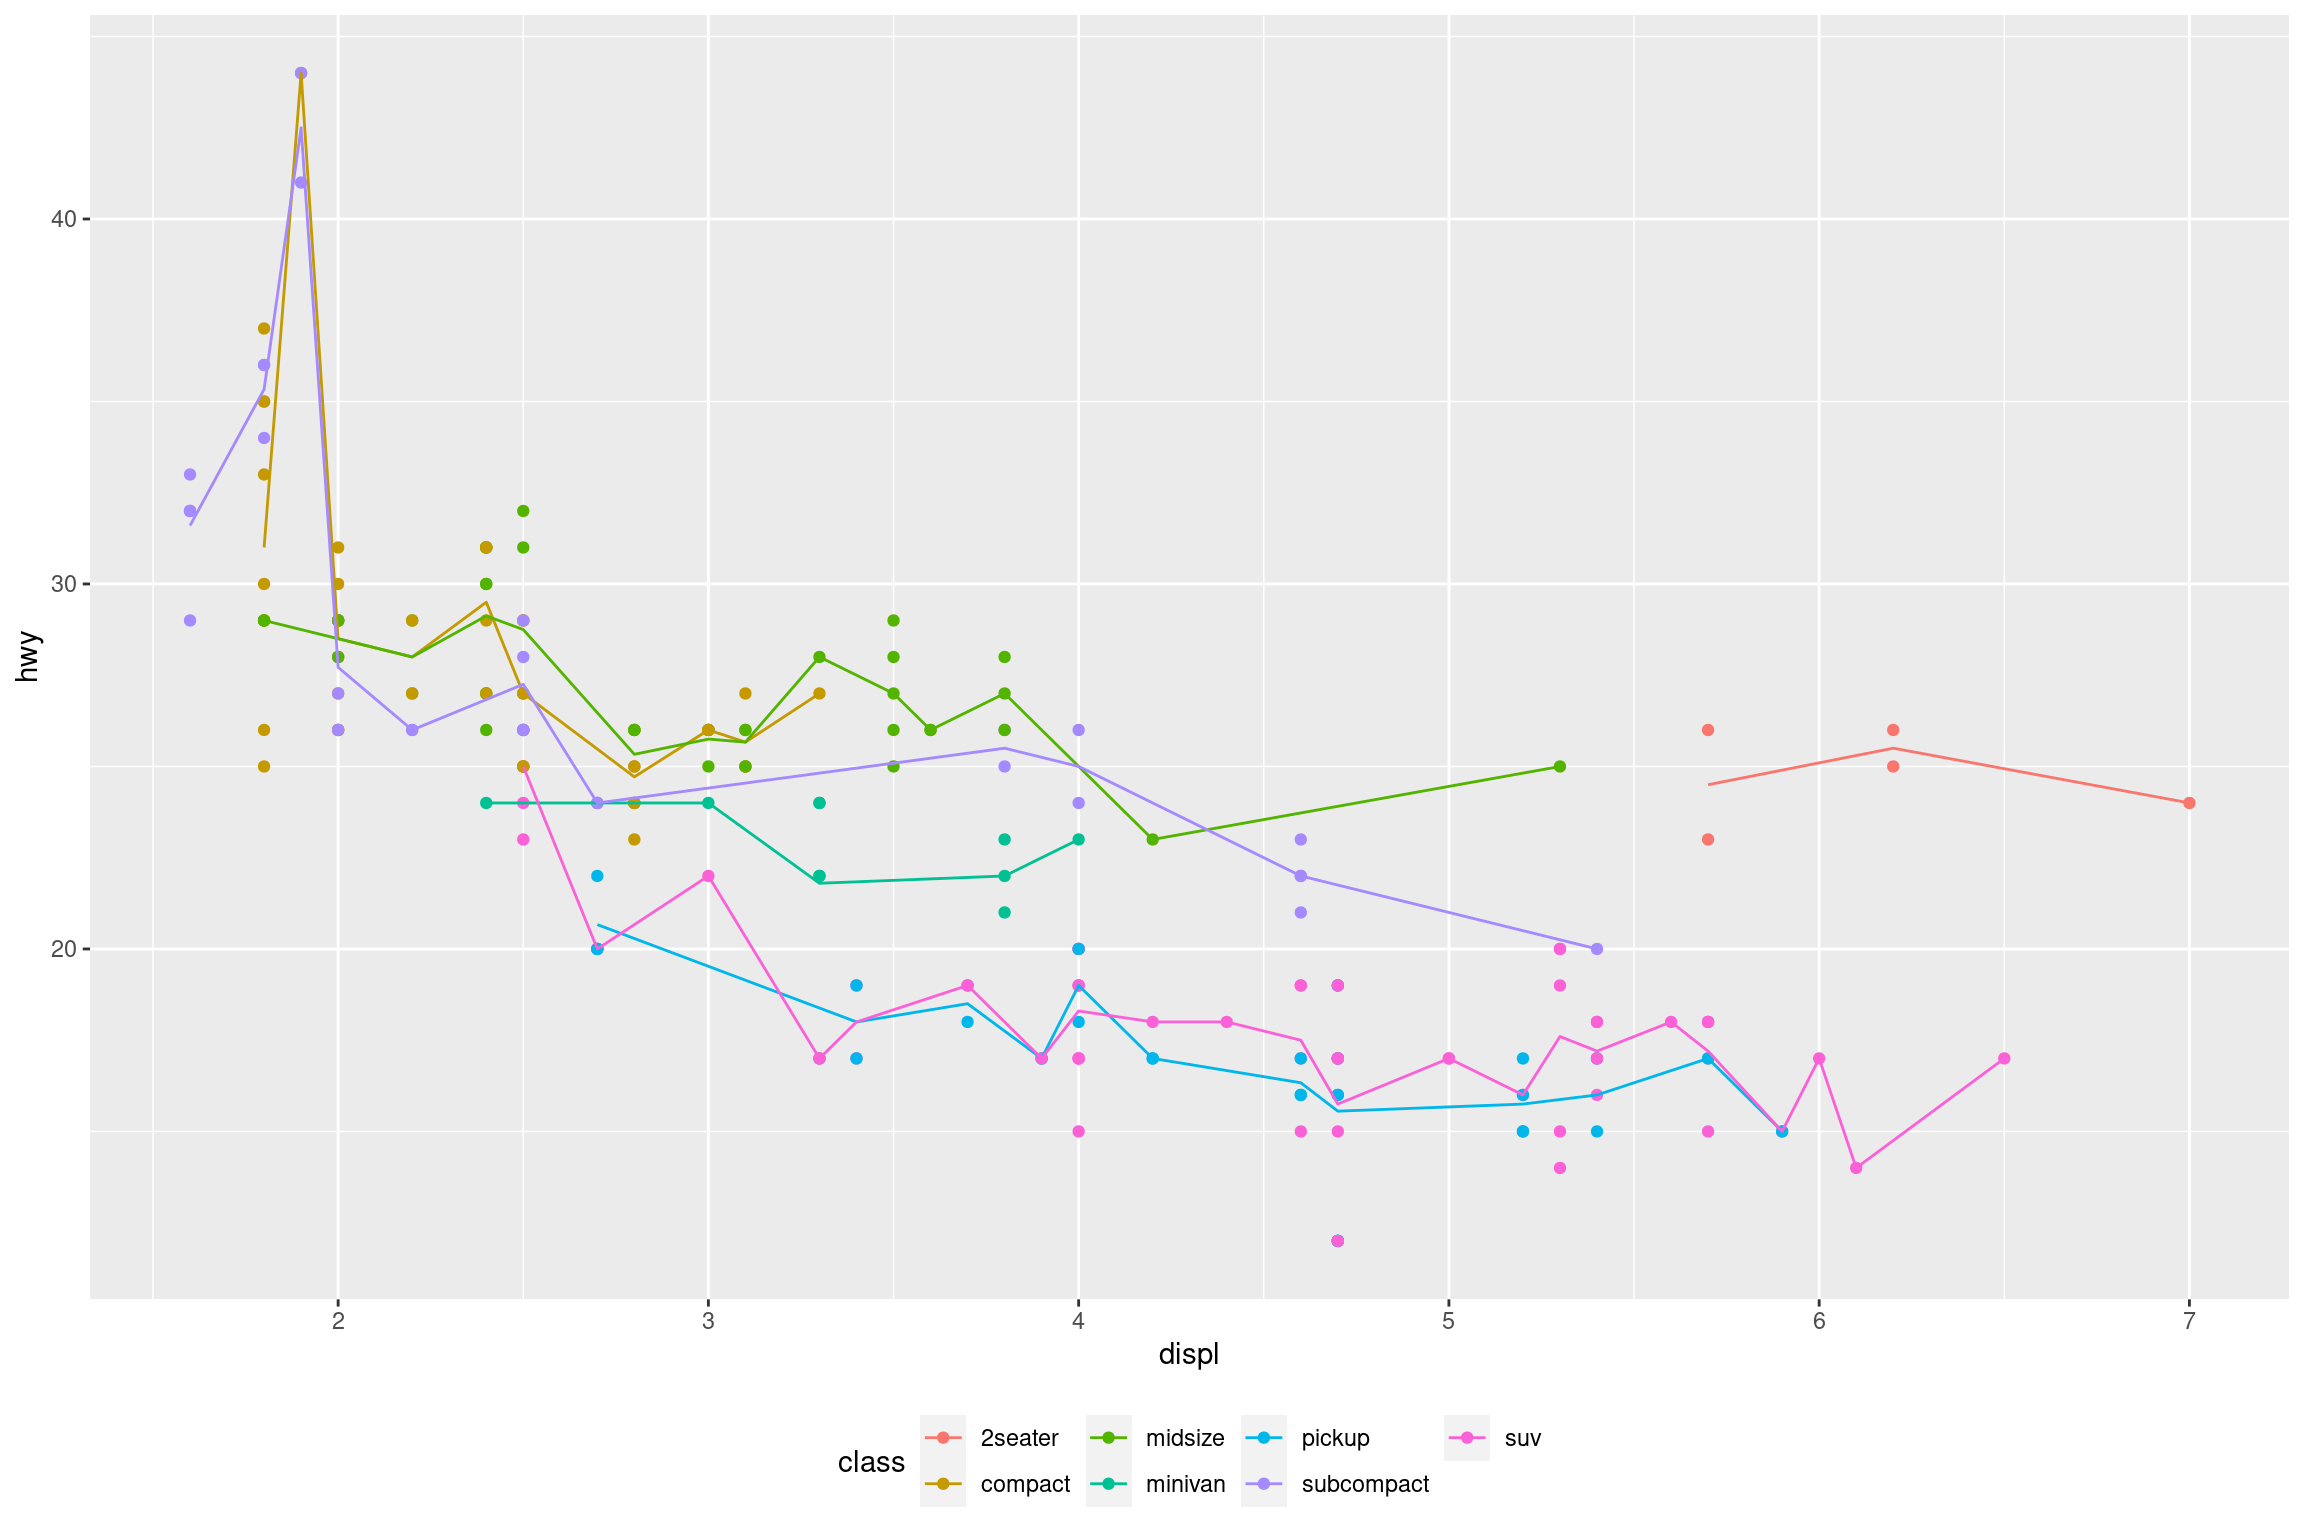 40
30
20
hwy
2 3 4 5 6 7
displ
class
2seater midsize pickup suv
compact minivan subcompact